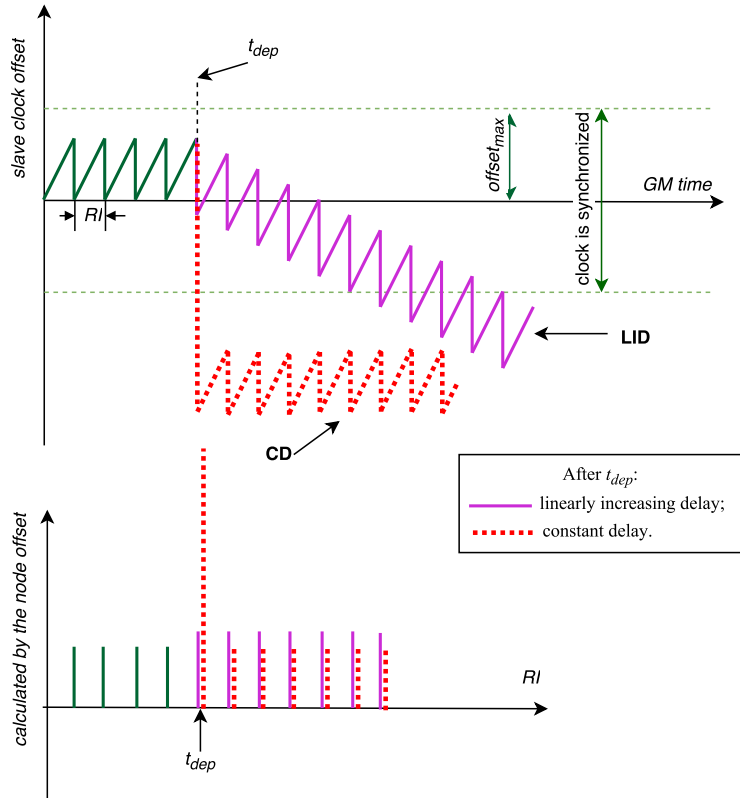 t_dep
slave clock offset
offset_max
clock is synchronized
GM time
RI
LID
CD
After t_dep:
linearly increasing delay;
constant delay.
calculated by the node offset
RI
t_dep